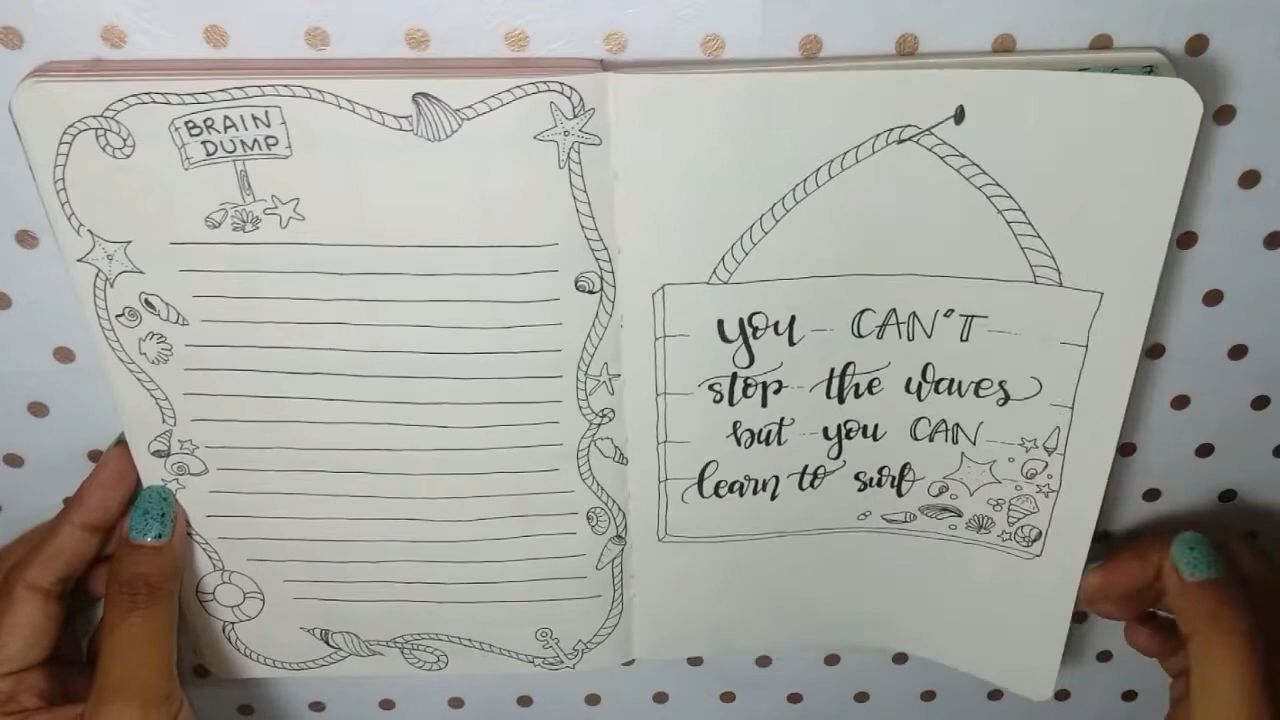 BRAIN
DUMP
you CAN'T
stop the waves
but you CAN
learn to surf